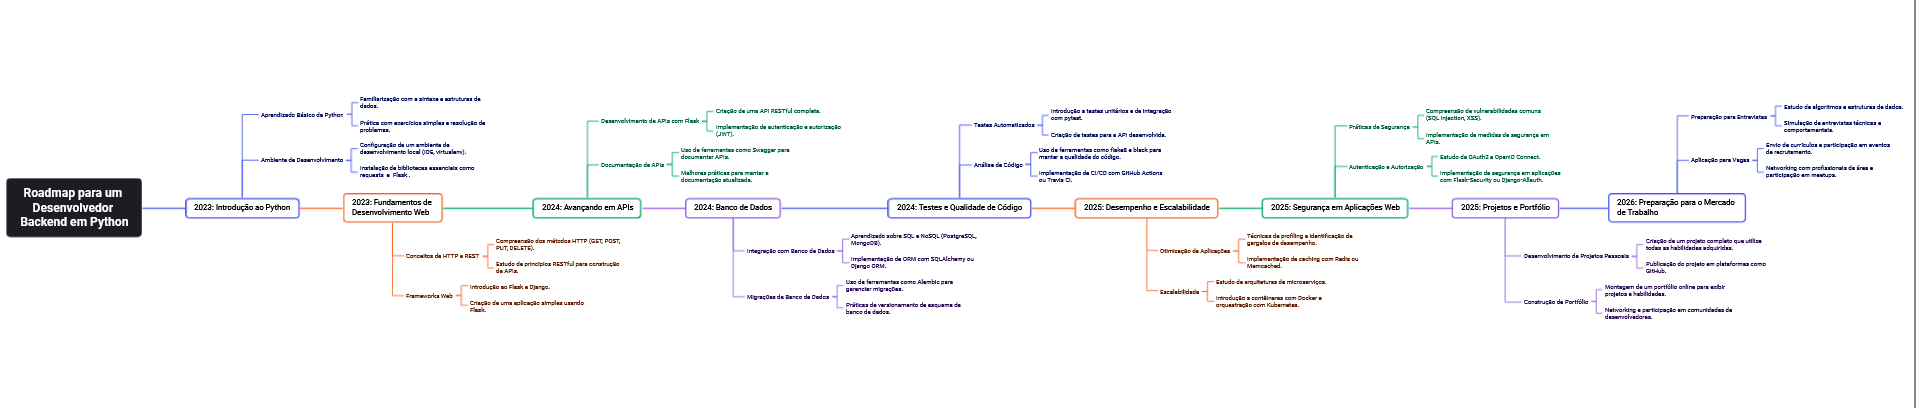 Roadmap para um
Desenvolvedor
Backend em Python
2023: Introdução ao Python
Aprendizado Básico de Python
Familiarização com a sintaxe e estruturas de
dados.
Prática com exercícios simples e resolução de
problemas.
Ambiente de Desenvolvimento
Configuração de um ambiente de
desenvolvimento local (IDE, virtualenv).
Instalação de bibliotecas essenciais como
requests e Flask.
2023: Fundamentos de
Desenvolvimento Web
Conceitos de HTTP e REST
Compreensão dos métodos HTTP (GET, POST,
PUT, DELETE).
Estudo de princípios RESTful para construção
de APIs.
Frameworks Web
Introdução ao Flask e Django.
Criação de uma aplicação simples usando
Flask.
2024: Avançando em APIs
Desenvolvimento de APIs com Flask
Criação de uma API RESTful completa.
Implementação de autenticação e autorização
(JWT).
Documentação de APIs
Uso de ferramentas como Swagger para
documentar APIs.
Melhores práticas para manter a
documentação atualizada.
2024: Banco de Dados
Integração com Banco de Dados
Aprendizado sobre SQL e NoSQL (PostgreSQL,
MongoDB).
Implementação de ORM com SQLAlchemy ou
Django ORM.
Migrações de Banco de Dados
Uso de ferramentas como Alembic para
gerenciar migrações.
Práticas de versionamento de esquema de
banco de dados.
2024: Testes e Qualidade de Código
Testes Automatizados
Introdução a testes unitários e de integração
com pytest.
Criação de testes para a API desenvolvida.
Análise de Código
Uso de ferramentas como flake8 e black para
manter a qualidade do código.
Implementação de CI/CD com GitHub Actions
ou Travis CI.
2025: Desempenho e Escalabilidade
Otimização de Aplicações
Técnicas de profiling e identificação de
gargalos de desempenho.
Implementação de caching com Redis ou
Memcached.
Escalabilidade
Estudo de arquiteturas de microserviços.
Introdução a contêineres com Docker e
orquestração com Kubernetes.
2025: Segurança em Aplicações Web
Práticas de Segurança
Compreensão de vulnerabilidades comuns
(SQL Injection, XSS).
Implementação de medidas de segurança em
APIs.
Autenticação e Autorização
Estudo de OAuth2 e OpenID Connect.
Implementação de segurança em aplicações
com Flask-Security ou Django-Allauth.
2025: Projetos e Portfólio
Desenvolvimento de Projetos Pessoais
Criação de um projeto completo que utilize
todas as habilidades adquiridas.
Publicação do projeto em plataformas como
GitHub.
Construção de Portfólio
Montagem de um portfólio online para exibir
projetos e habilidades.
Networking e participação em comunidades de
desenvolvedores.
2026: Preparação para o Mercado
de Trabalho
Preparação para Entrevistas
Estudo de algoritmos e estruturas de dados.
Simulação de entrevistas técnicas e
comportamentais.
Aplicação para Vagas
Envio de currículos e participação em eventos
de recrutamento.
Networking com profissionais da área e
participação em meetups.